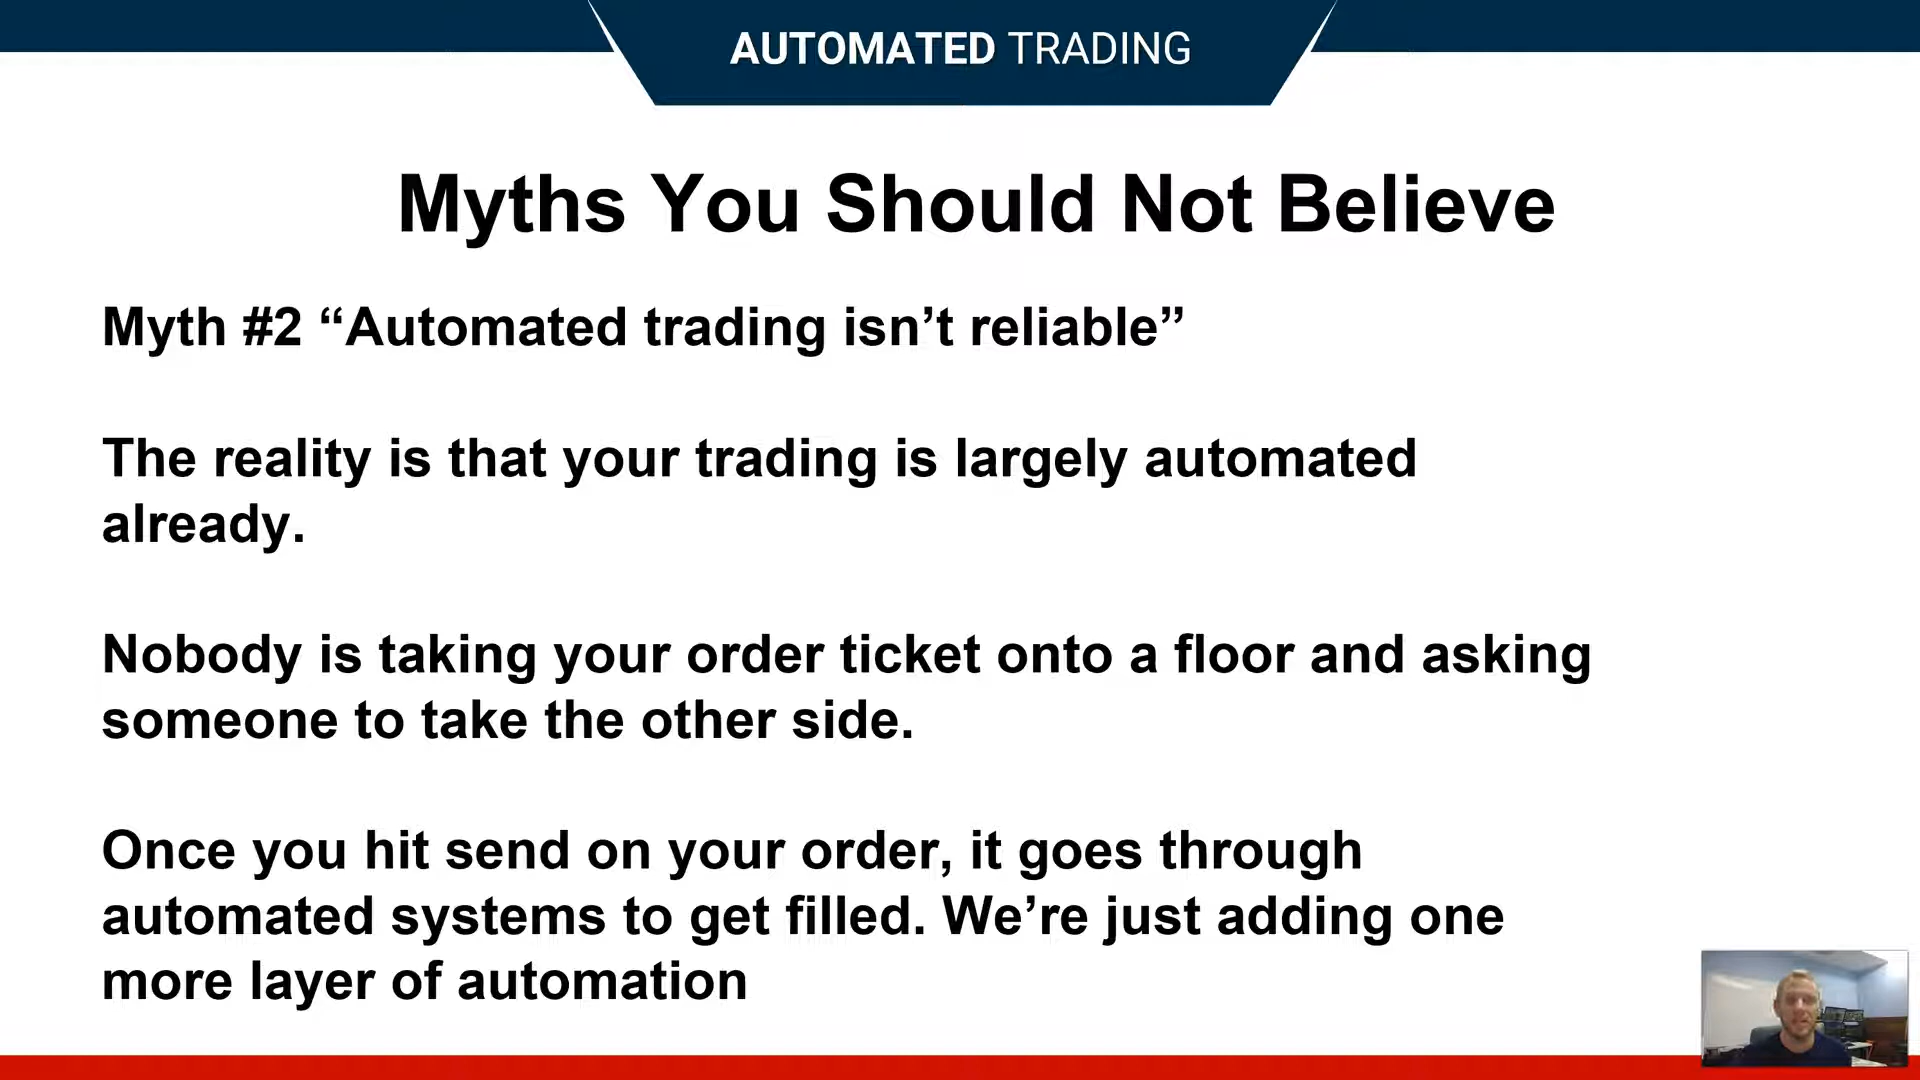 AUTOMATED TRADING
Myths You Should Not Believe
Myth #2 “Automated trading isn’t reliable”
The reality is that your trading is largely automated
already.
Nobody is taking your order ticket onto a floor and asking
someone to take the other side.
Once you hit send on your order, it goes through
automated systems to get filled. We’re just adding one
more layer of automation